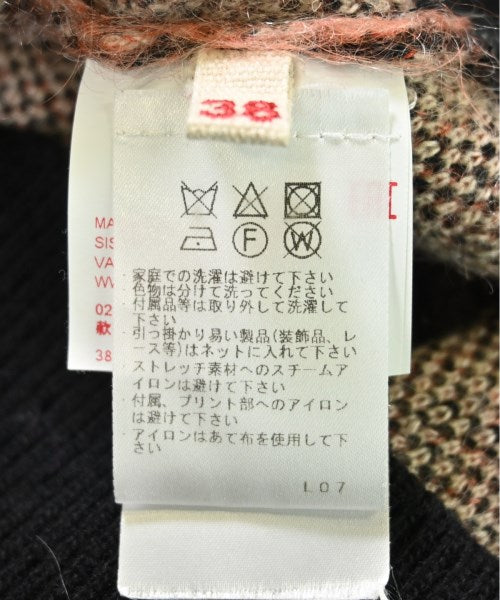 38
F
W
・家庭での洗濯は避けて下さい
・色物は分けて洗ってください
・付属品等は取り外して洗濯して
下さい
・引っ掛かり易い製品(装飾品、レ
ース等)はネットに入れて下さい
・ストレッチ素材へのスチームア
イロンは避けて下さい
・付属、プリント部へのアイロン
は避けて下さい
・アイロンはあて布を使用して下
さい
L07
MA
SIS
VA
02
軟
38